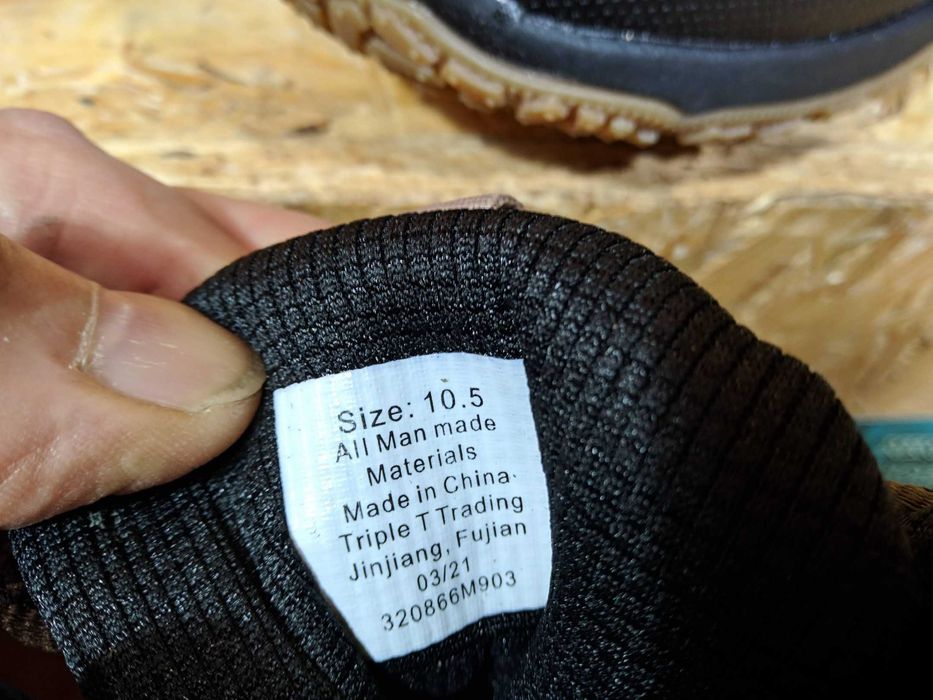 Size: 10.5
All Man made
Materials
Made in China.
Triple T Trading
Jinjiang, Fujian
03/21
320866M903